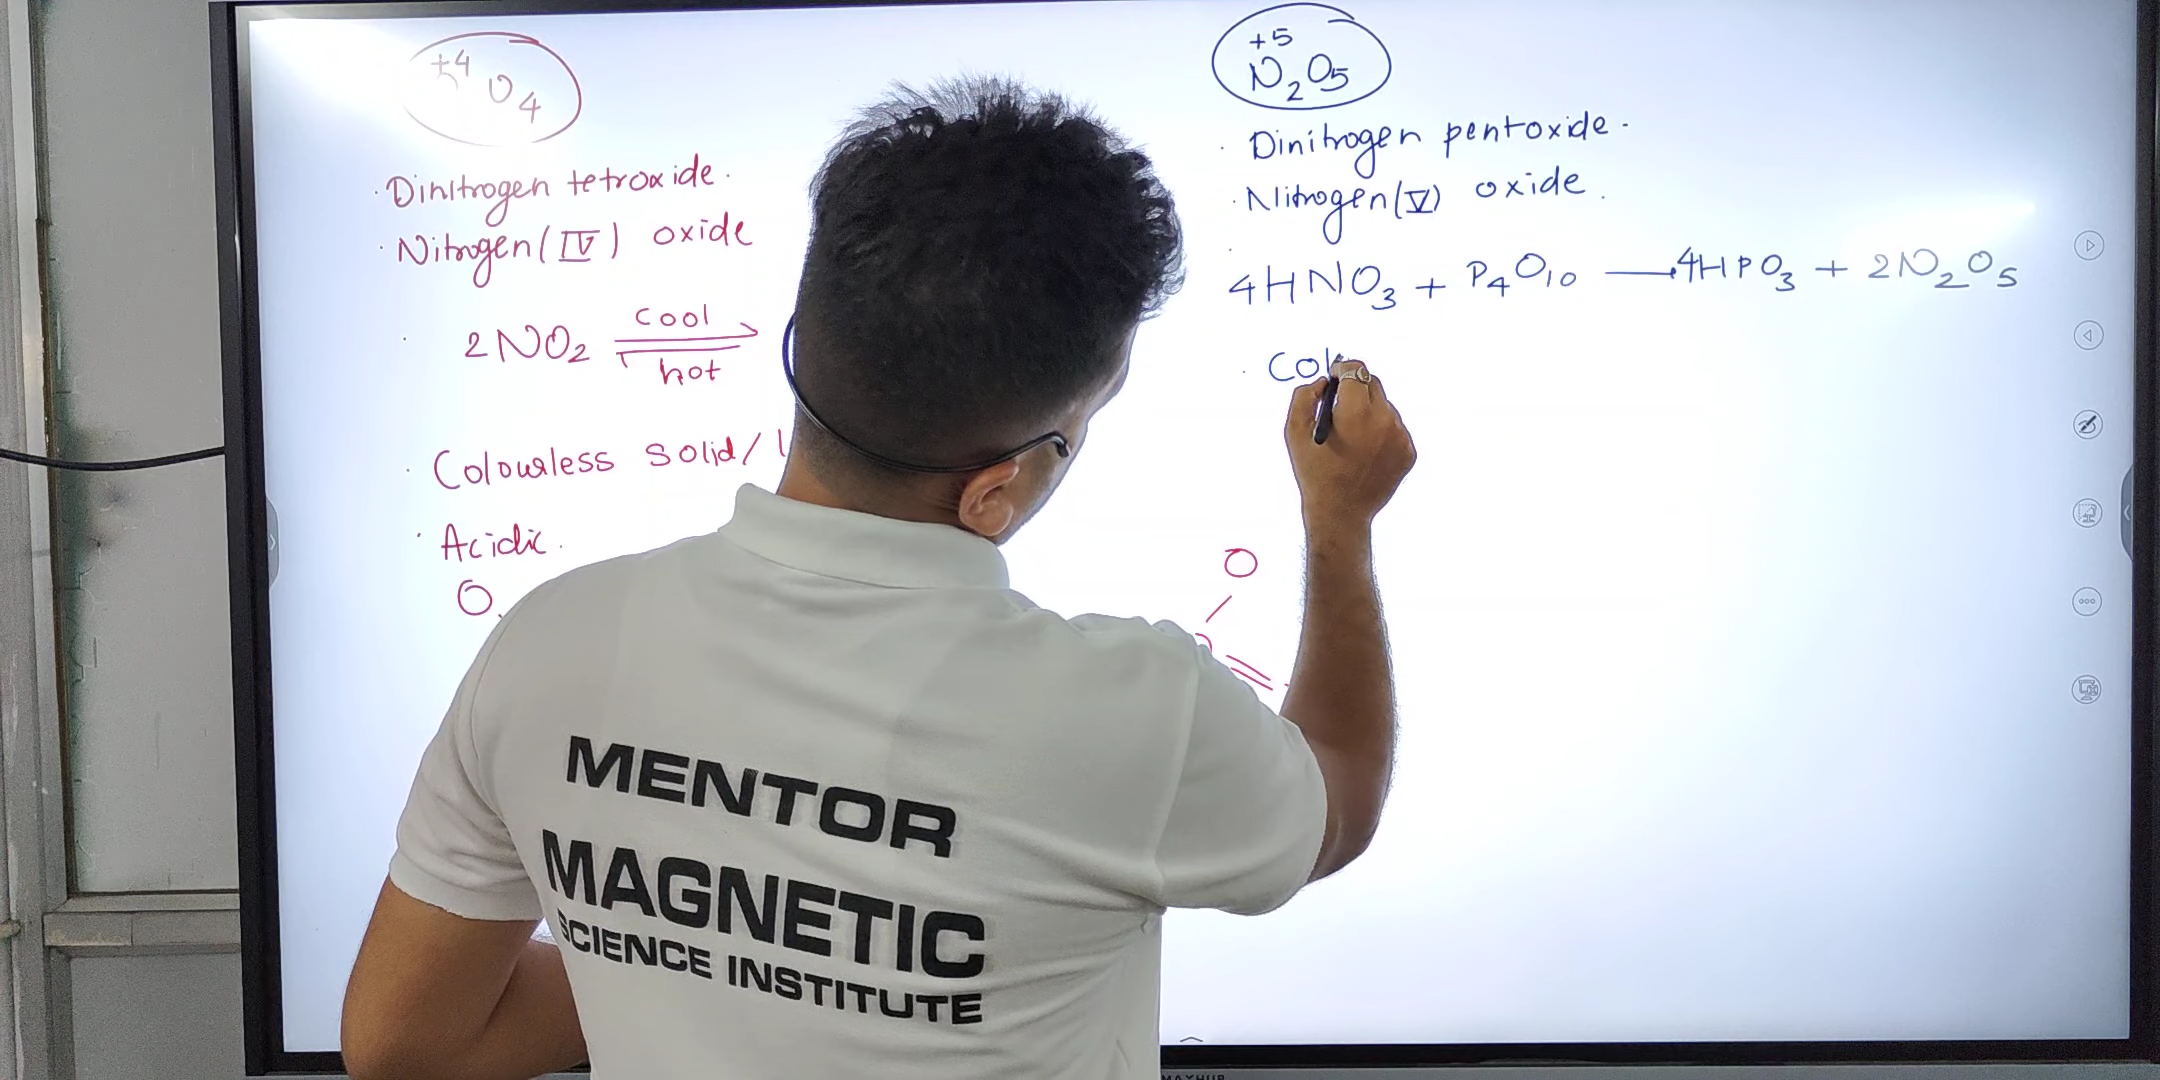 +4
O4
· Dinitrogen tetroxide.
· Nitrogen (IV) oxide
· 2NO2 cool
hot
· Colourless solid/
· Acidic.
O
+5
N2O5
· Dinitrogen pentoxide.
· Nitrogen (V) oxide.
4HNO3 + P4O10 → 4HPO3 + 2N2O5
· Col
O
MENTOR
MAGNETIC
SCIENCE INSTITUTE